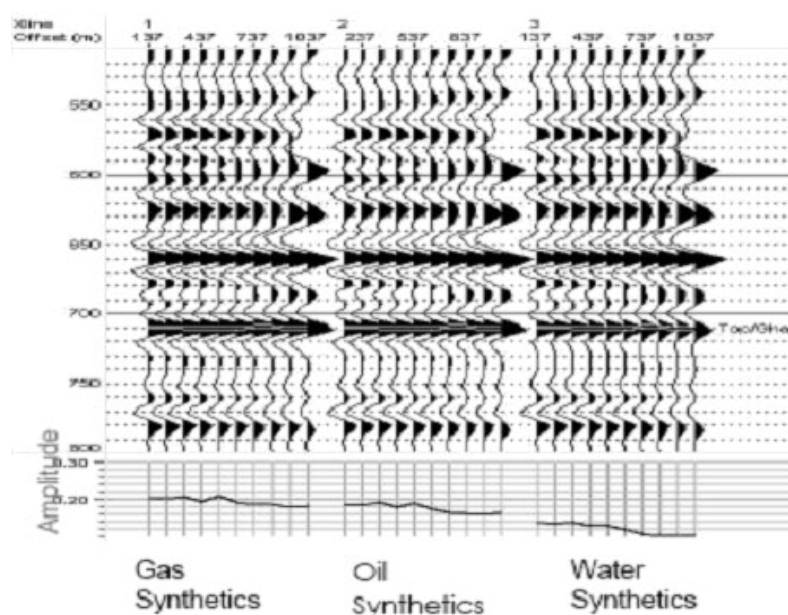 Xline 1 2 3
Offset (m) 137 437 737 1037 237 537 837 137 437 737 1037
550
600
650
700
Top/Gha
750
800
Amplitude
0.30
0.20
Gas
Synthetics
Oil
Synthetics
Water
Synthetics